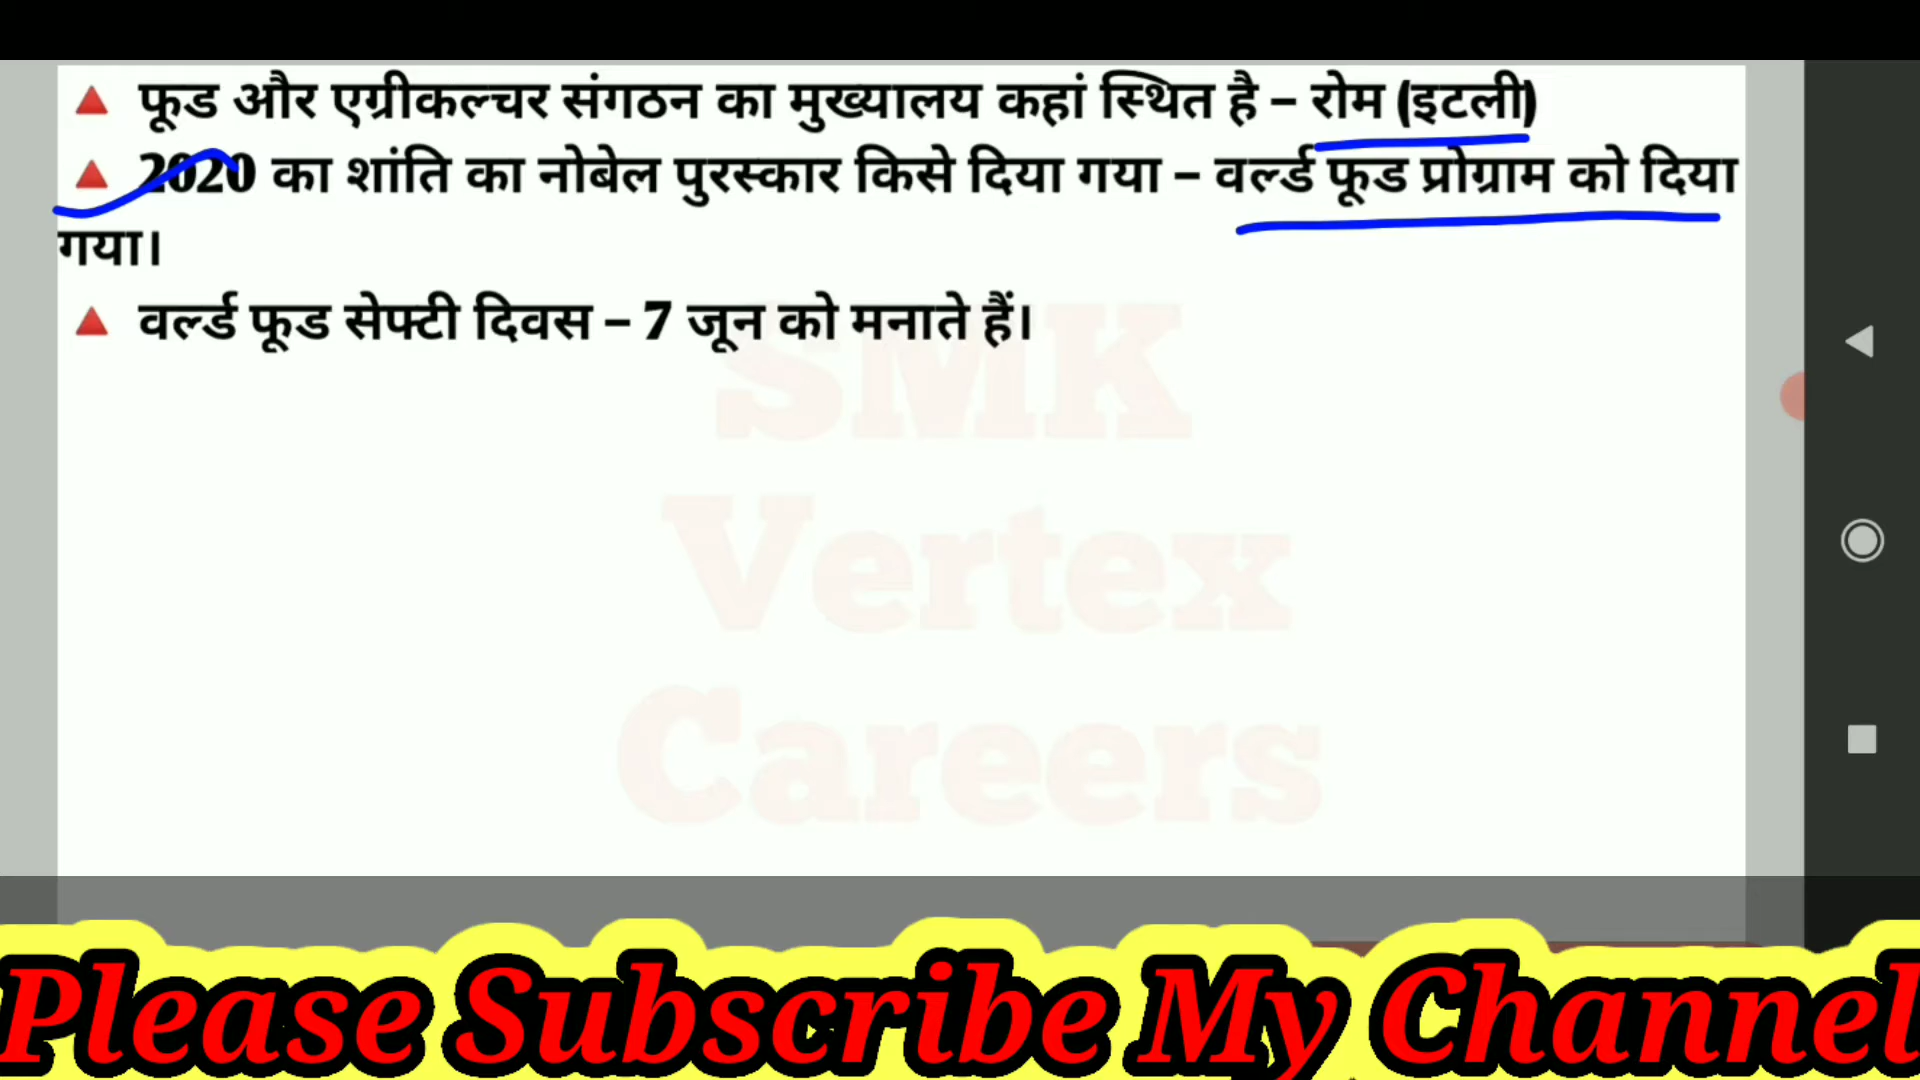 🔺 फूड और एग्रीकल्चर संगठन का मुख्यालय कहां स्थित है – रोम (इटली)
🔺 2020 का शांति का नोबेल पुरस्कार किसे दिया गया – वर्ल्ड फूड प्रोग्राम को दिया
गया।
🔺 वर्ल्ड फूड सेफ्टी दिवस – 7 जून को मनाते हैं।
SMK
Vertex
Careers
Please Subscribe My Channel